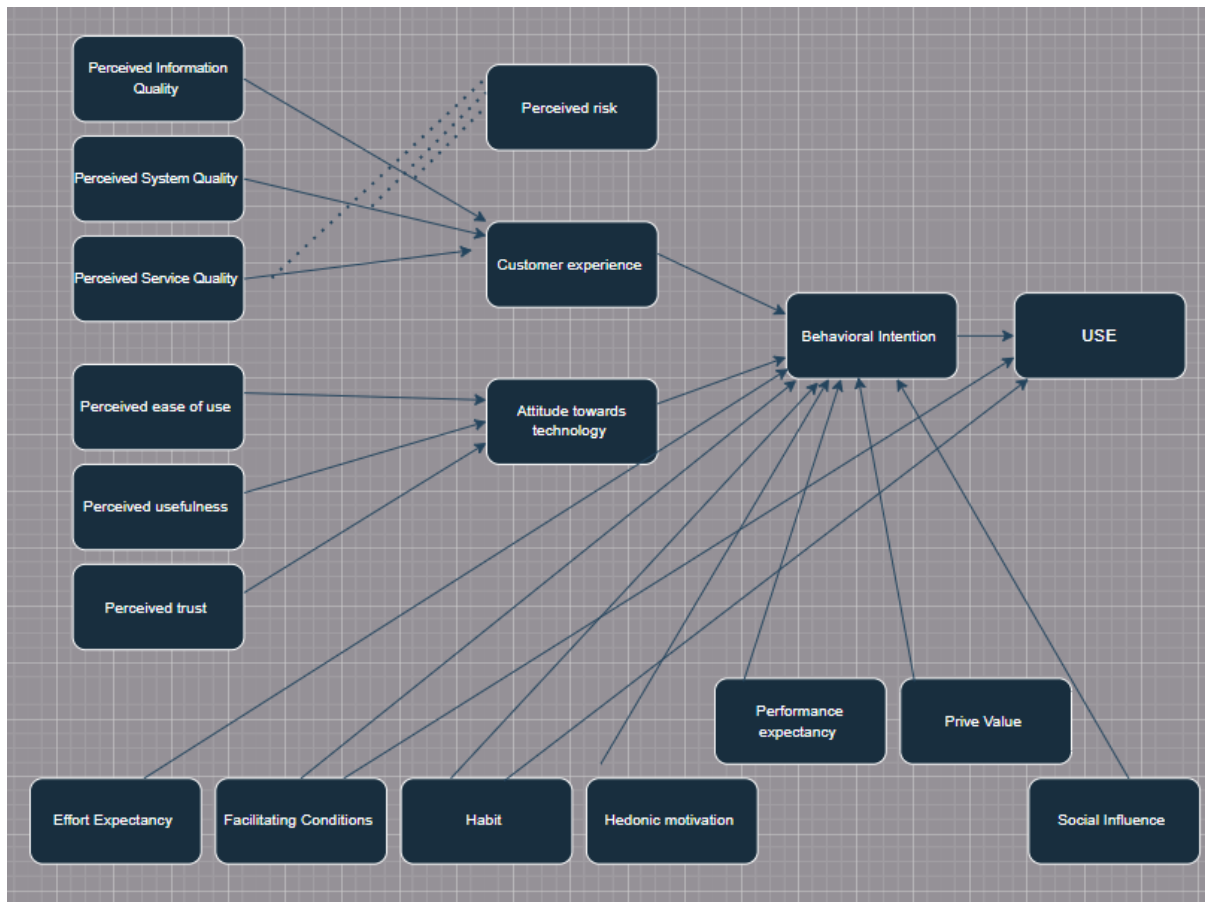 Perceived Information
Quality
Perceived risk
Perceived System Quality
Perceived Service Quality
Customer experience
Behavioral Intention
USE
Perceived ease of use
Attitude towards
technology
Perceived usefulness
Perceived trust
Performance
expectancy
Prive Value
Effort Expectancy
Facilitating Conditions
Habit
Hedonic motivation
Social Influence